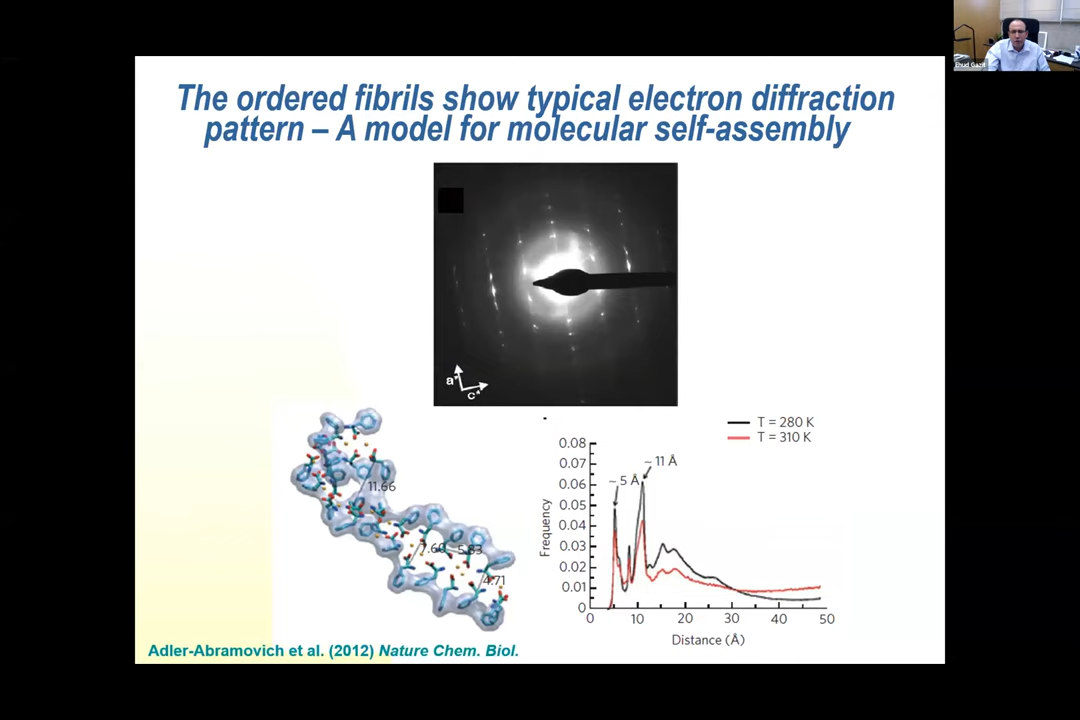 Ehud Gazit
The ordered fibrils show typical electron diffraction
pattern – A model for molecular self-assembly
a*
c*
11.66
7.60
5.83
4.71
T = 280 K
T = 310 K
0.08
0.07
0.06
0.05
0.04
0.03
0.02
0.01
0
~ 11 Å
~ 5 Å
Frequency
0 10 20 30 40 50
Distance (Å)
Adler-Abramovich et al. (2012) Nature Chem. Biol.